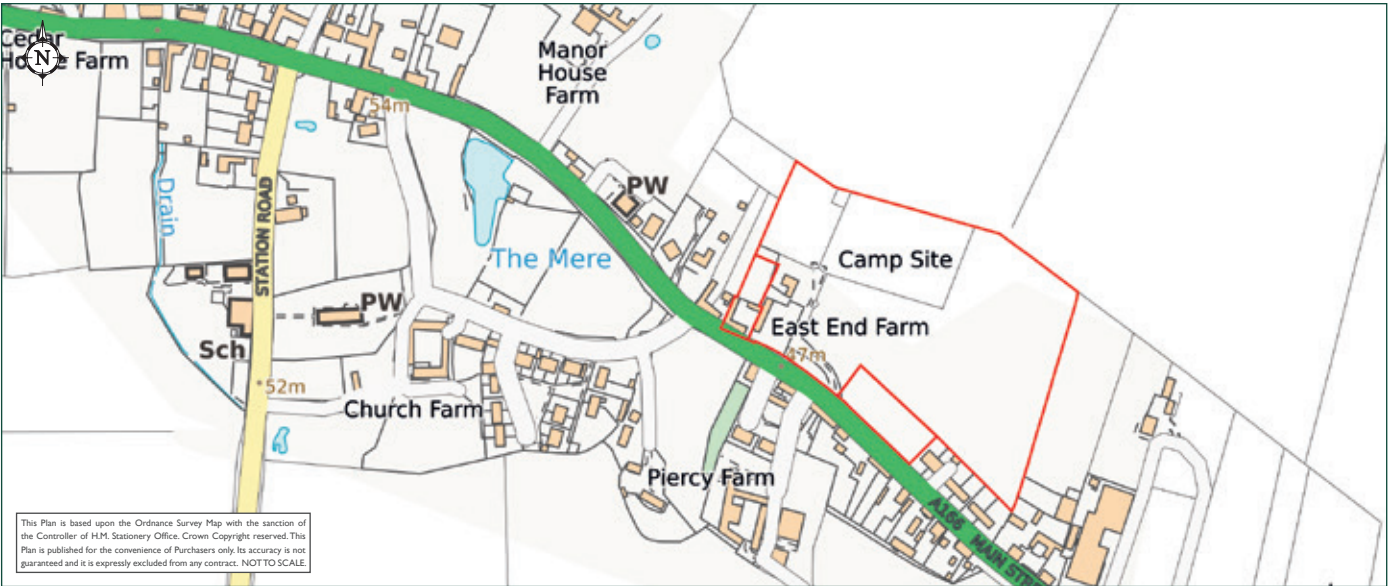 Cedar
House Farm
N
Manor
House
Farm
54m
PW
Drain
STATION ROAD
The Mere
Camp Site
PW
East End Farm
47m
Sch
52m
Church Farm
Piercy Farm
A166 MAIN STR
This Plan is based upon the Ordnance Survey Map with the sanction of
the Controller of H.M. Stationery Office. Crown Copyright reserved. This
Plan is published for the convenience of Purchasers only. Its accuracy is not
guaranteed and it is expressly excluded from any contract. NOT TO SCALE.